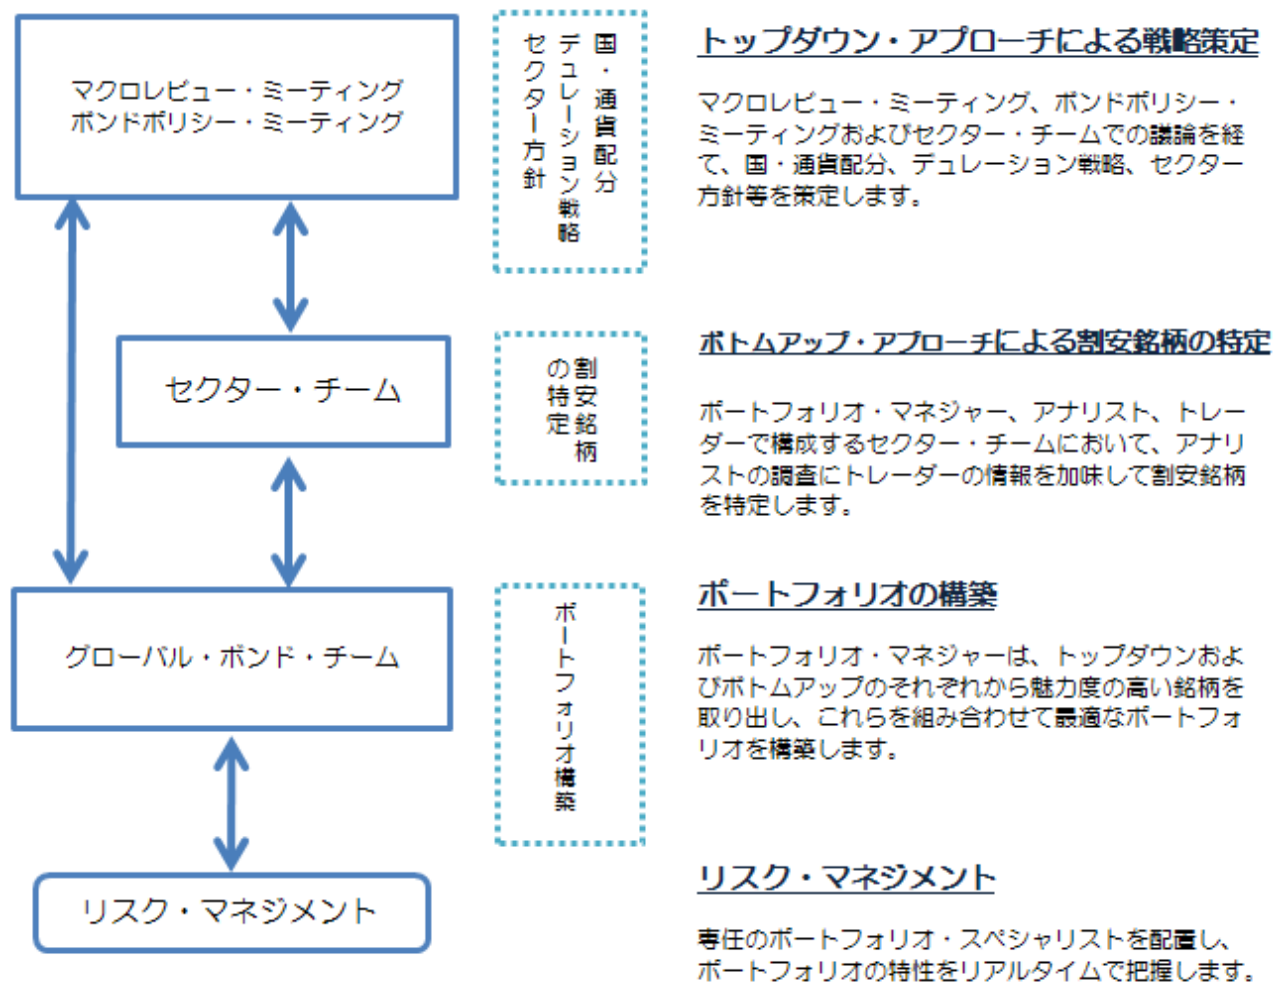 マクロレビュー・ミーティング
ボンドポリシー・ミーティング
国・通貨配分
デュレーション戦略
セクター方針
トップダウン・アプローチによる戦略策定
マクロレビュー・ミーティング、ボンドポリシー・
ミーティングおよびセクター・チームでの議論を経
て、国・通貨配分、デュレーション戦略、セクター
方針等を策定します。
セクター・チーム
割安銘柄
の特定
ボトムアップ・アプローチによる割安銘柄の特定
ポートフォリオ・マネジャー、アナリスト、トレー
ダーで構成するセクター・チームにおいて、アナリ
ストの調査にトレーダーの情報を加味して割安銘柄
を特定します。
グローバル・ボンド・チーム
ポートフォリオ構築
ポートフォリオの構築
ポートフォリオ・マネジャーは、トップダウンおよ
びボトムアップのそれぞれから魅力度の高い銘柄を
取り出し、これらを組み合わせて最適なポートフォ
リオを構築します。
リスク・マネジメント
リスク・マネジメント
専任のポートフォリオ・スペシャリストを配置し、
ポートフォリオの特性をリアルタイムで把握します。